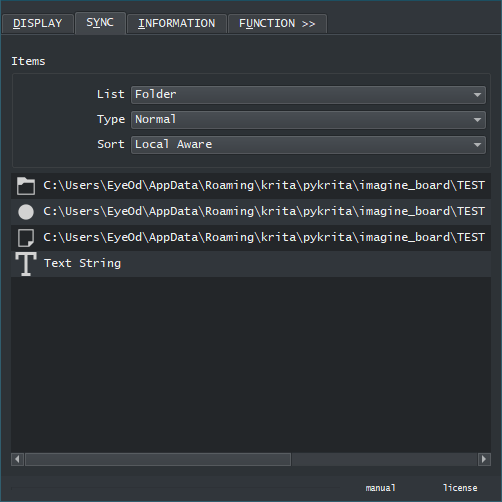 DISPLAY SYNC INFORMATION FUNCTION >>
Items
List Folder
Type Normal
Sort Local Aware
C:\Users\EyeOd\AppData\Roaming\krita\pykrita\imagine_board\TEST
C:\Users\EyeOd\AppData\Roaming\krita\pykrita\imagine_board\TEST
C:\Users\EyeOd\AppData\Roaming\krita\pykrita\imagine_board\TEST
Text String
manual license